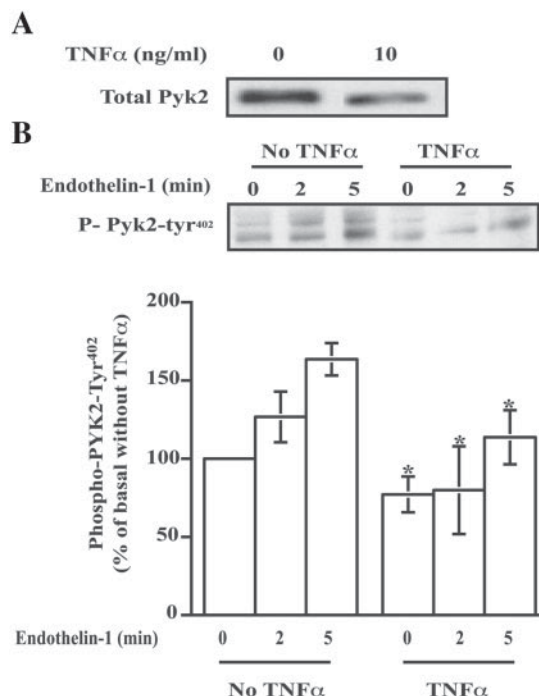 A
TNFα (ng/ml) 0 10
Total Pyk2
B
No TNFα TNFα
Endothelin-1 (min) 0 2 5 0 2 5
P- Pyk2-tyr⁴⁰²
Phospho-PYK2-Tyr⁴⁰²
(% of basal without TNFα)
200
150
100
50
0
* * *
Endothelin-1 (min) 0 2 5 0 2 5
No TNFα TNFα